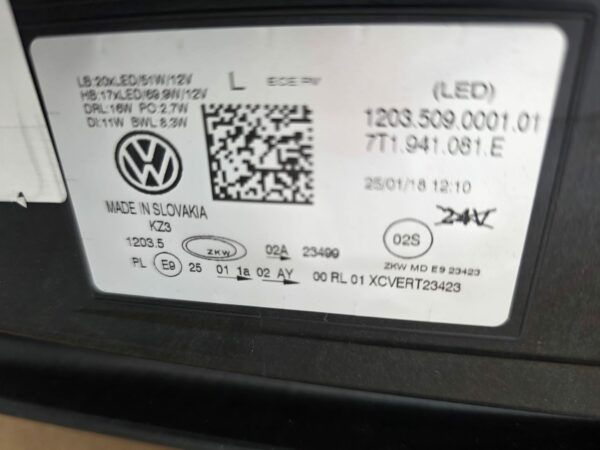 LB:20xLED/51W/12V
HB:17xLED/69,9W/12V
DRL:16W PC:2.7W
DI:11W BWL 8.3W
L
(LED)
1203.509.0001.01
7T1.941.081.E
25/01/18 12:10
MADE IN SLOVAKIA
KZ3
1203.5
ZKW
02A 23499
02S
ZKW MD E9 23423
PL E9 25 01 1a 02 AY 00 RL 01 XCVERT23423